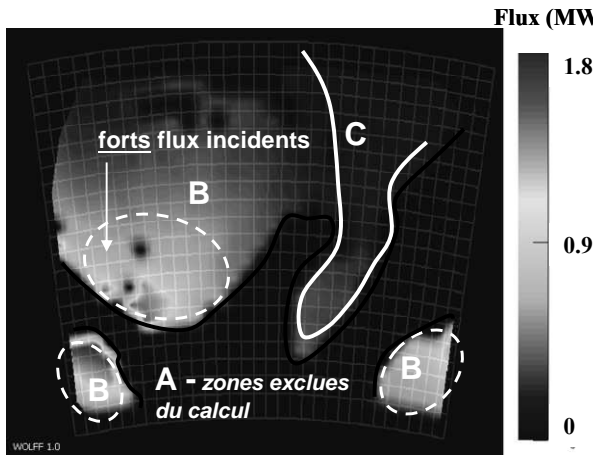 Flux (MW
1.8
C
forts flux incidents
B
0.9
B
B
A - zones exclues
du calcul
0
WOLFF 1.0